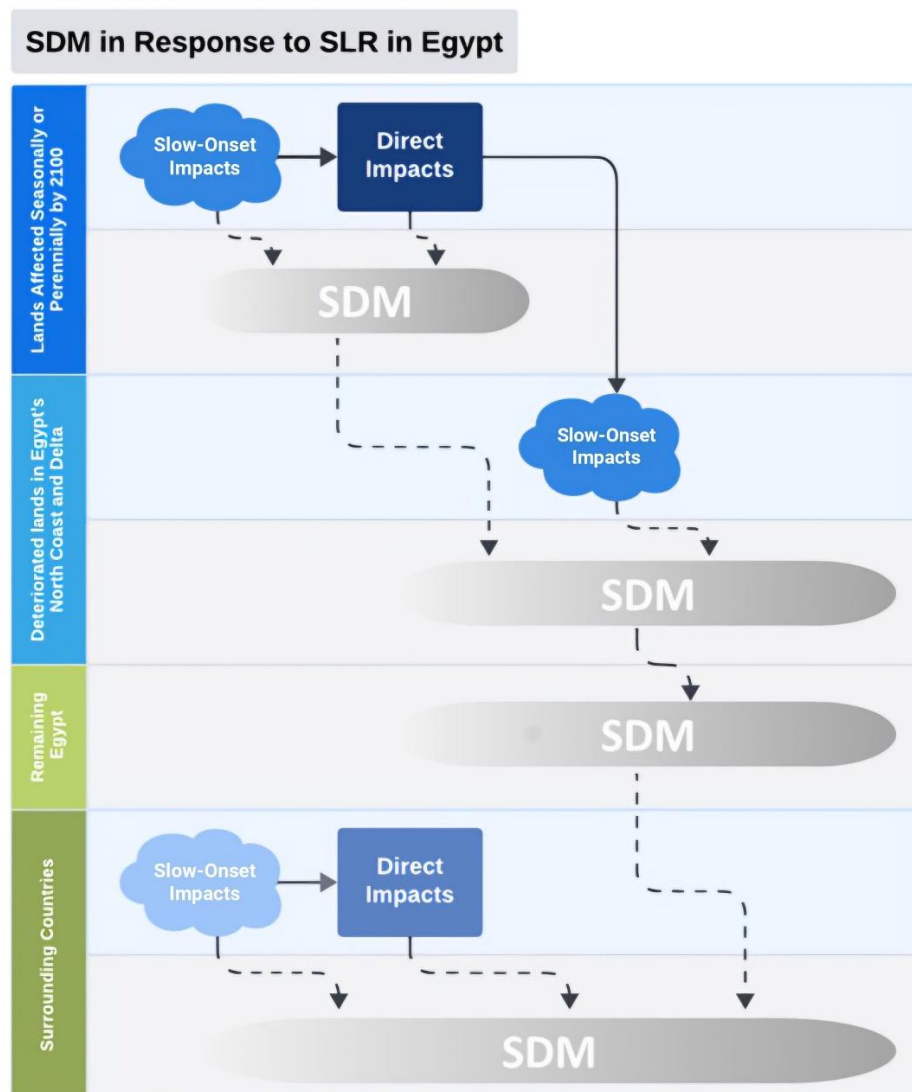 SDM in Response to SLR in Egypt
Lands Affected Seasonally or
Perennially by 2100
Slow-Onset
Impacts
Direct
Impacts
SDM
Deteriorated lands in Egypt's
North Coast and Delta
Slow-Onset
Impacts
SDM
Remaining
Egypt
SDM
Surrounding Countries
Slow-Onset
Impacts
Direct
Impacts
SDM